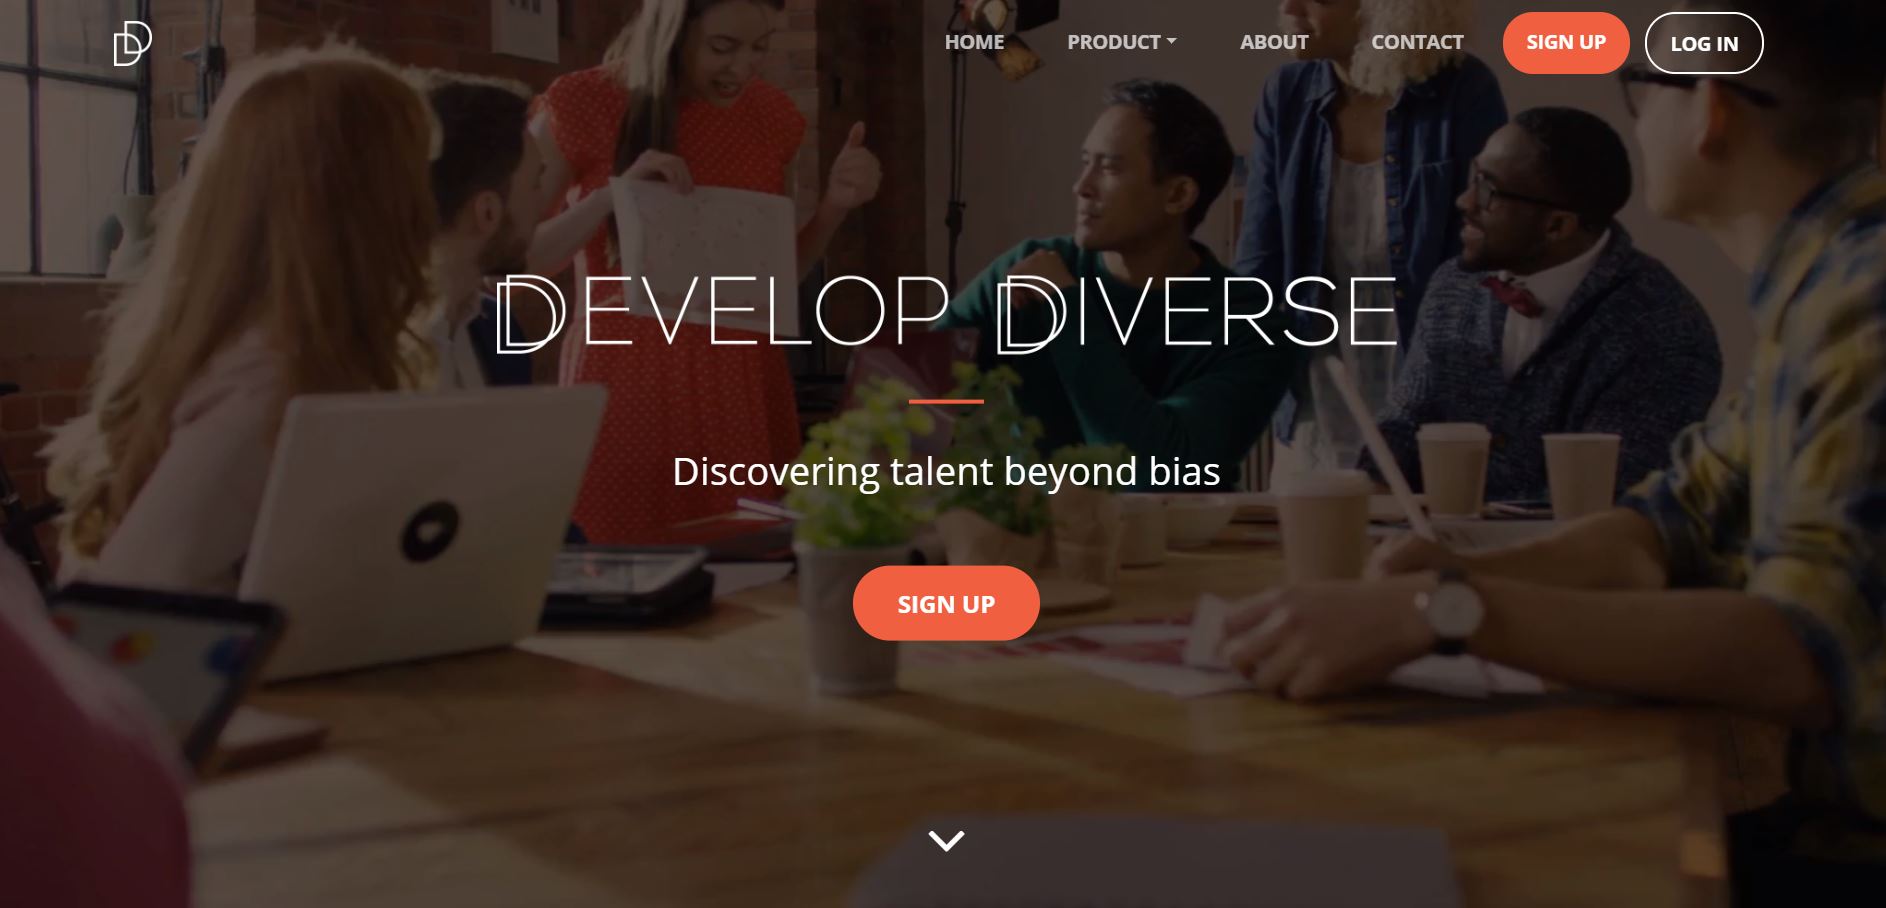 HOME PRODUCT ABOUT CONTACT SIGN UP LOG IN
DEVELOP DIVERSE
Discovering talent beyond bias
SIGN UP